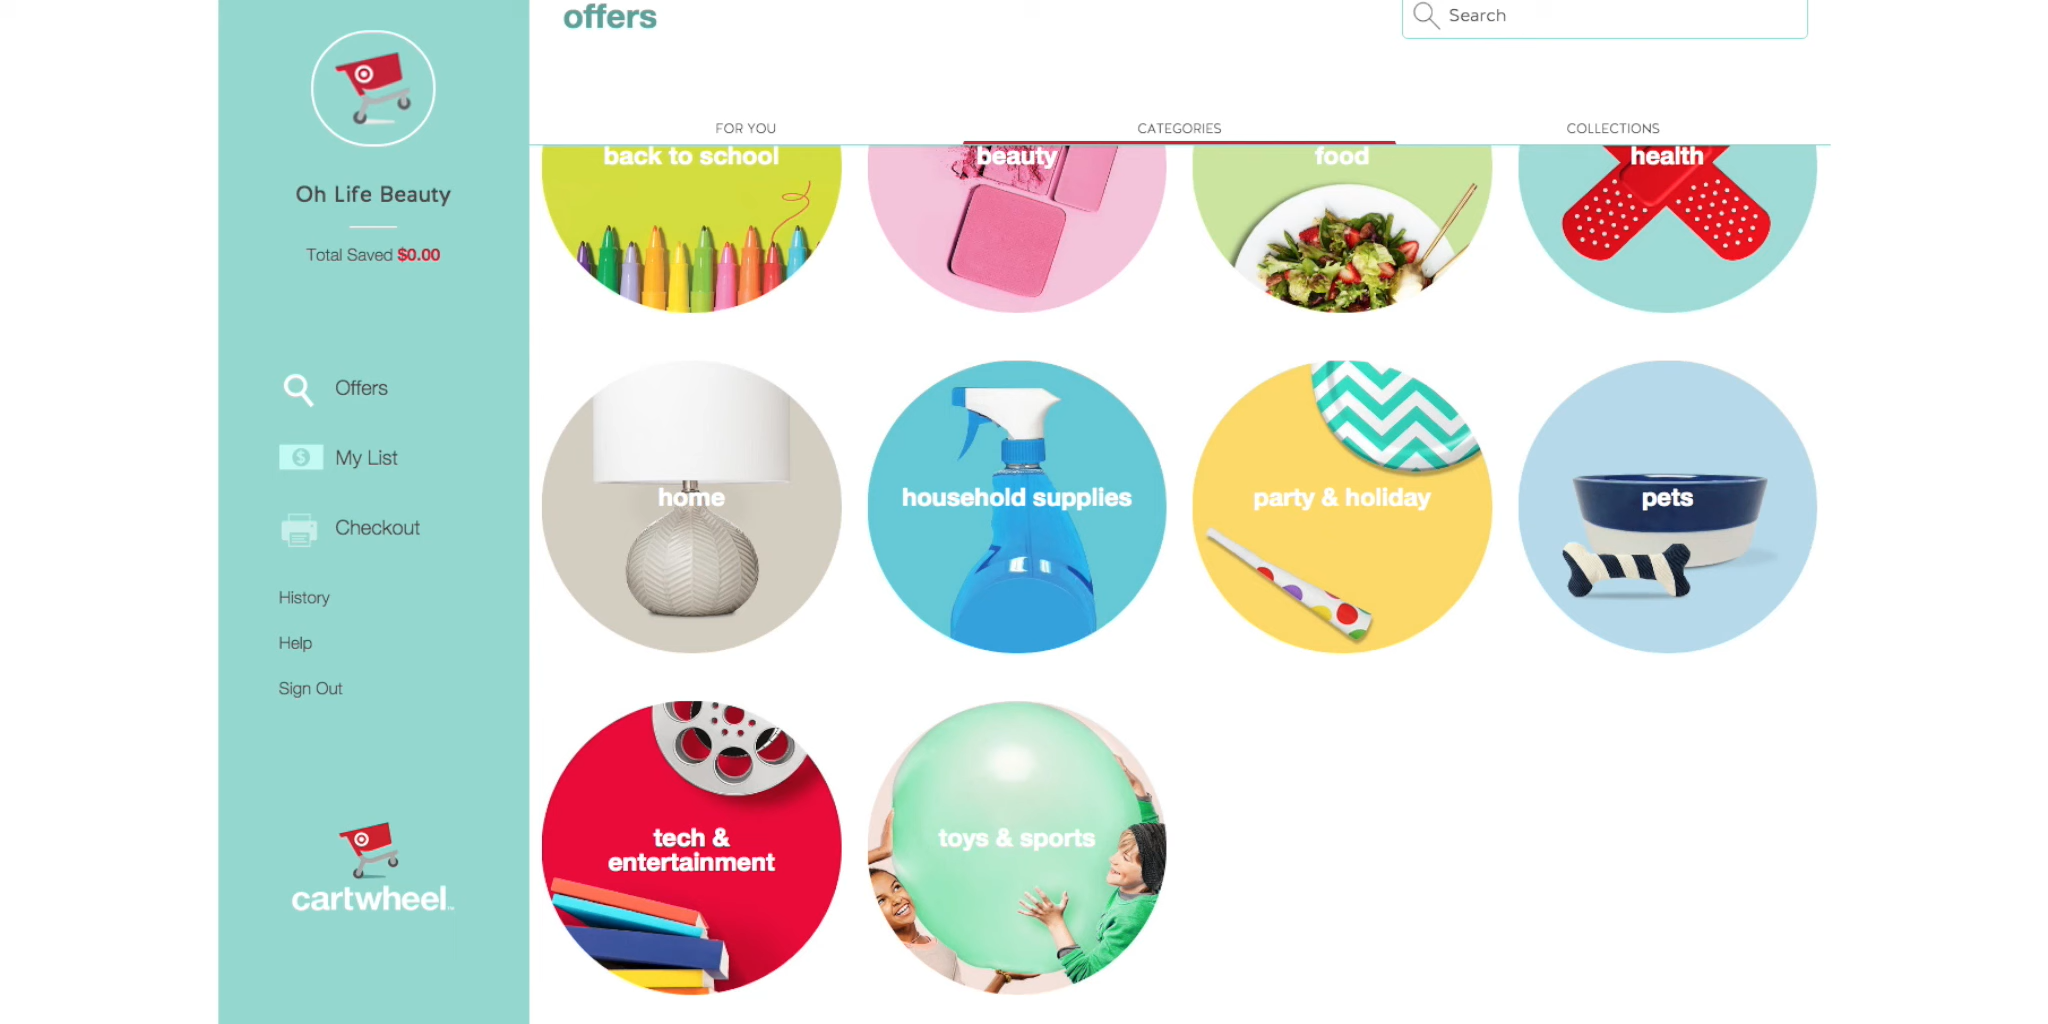 Oh Life Beauty
Total Saved $0.00
Offers
My List
Checkout
History
Help
Sign Out
cartwheel
offers
Search
FOR YOU
CATEGORIES
COLLECTIONS
back to school
beauty
food
health
home
household supplies
party & holiday
pets
tech &
entertainment
toys & sports